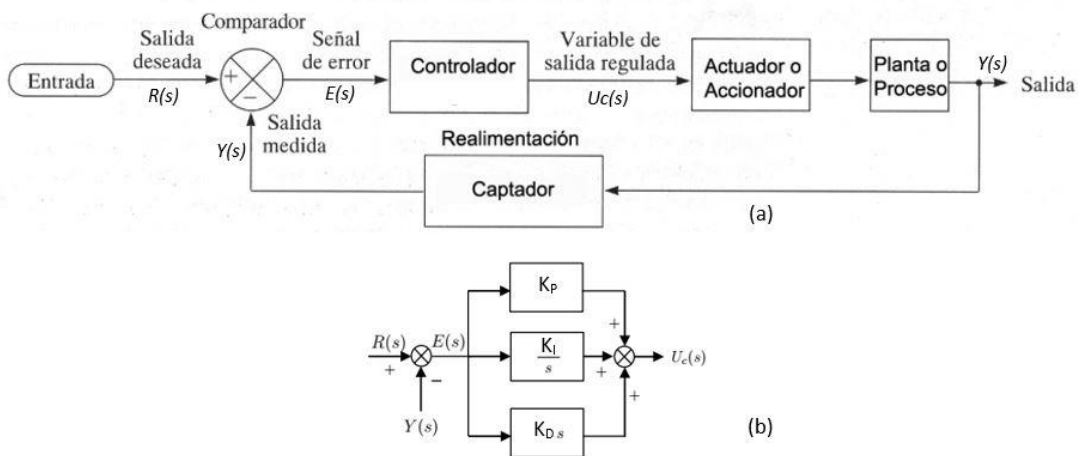 Comparador
Salida
deseada
Señal
de error
Variable de
salida regulada
Entrada
R(s)
+
−
E(s)
Controlador
Uc(s)
Actuador o
Accionador
Planta o
Proceso
Y(s)
Salida
Salida
medida
Y(s)
Realimentación
Captador
(a)
K_P
+
R(s)
+
−
E(s)
K_I
s
+
U_c(s)
+
Y(s)
K_D s
(b)